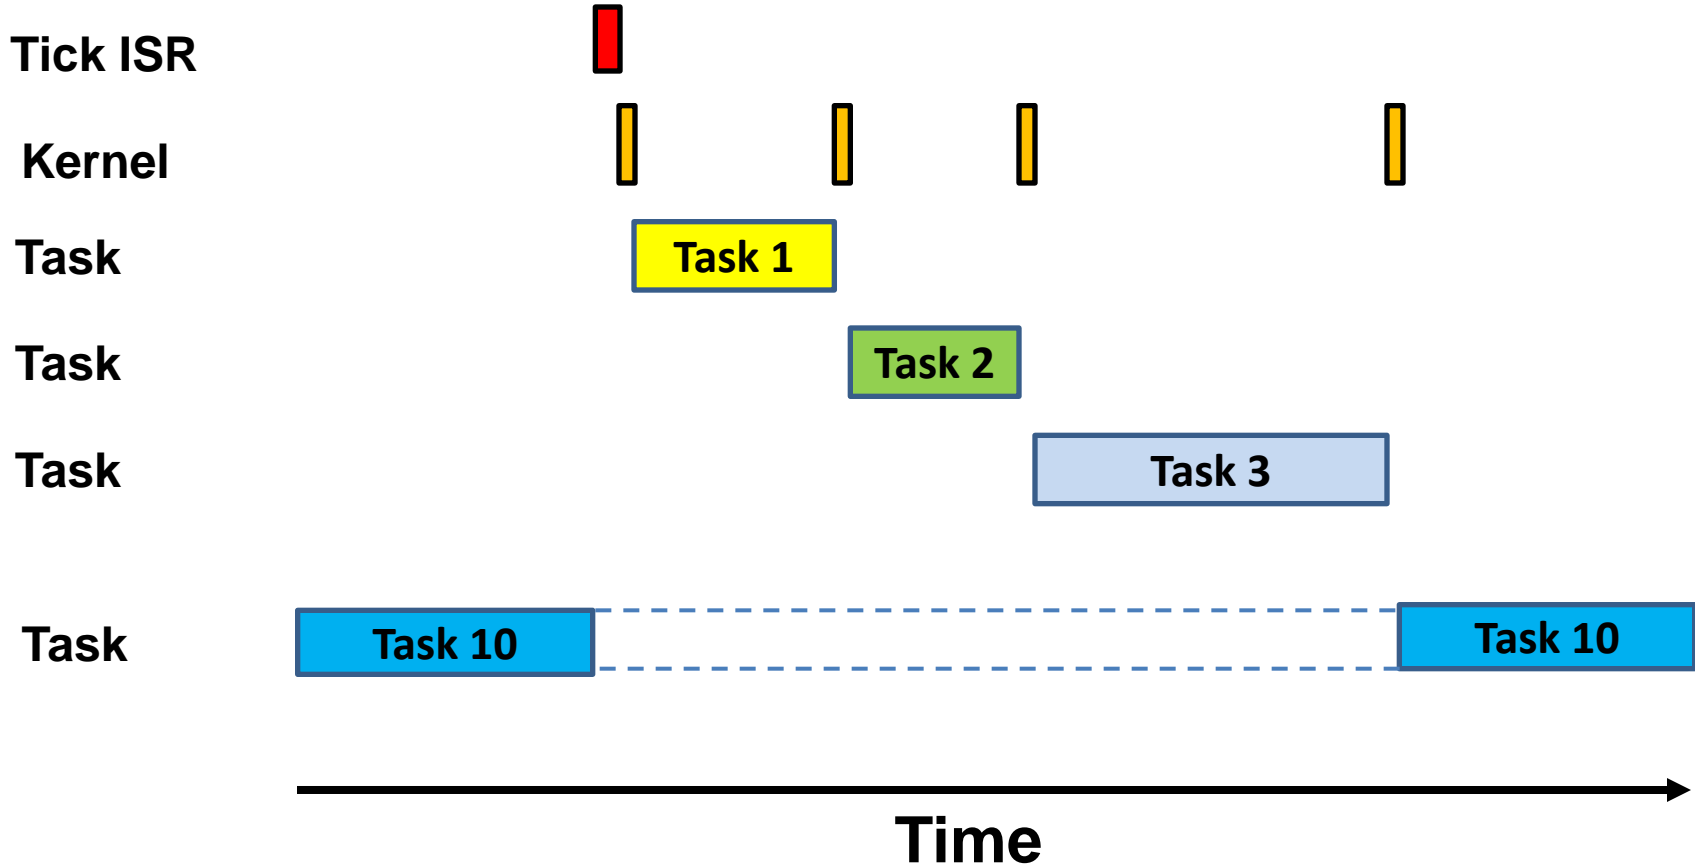 Tick ISR
Kernel
Task
Task 1
Task
Task 2
Task
Task 3
Task
Task 10
Task 10
Time